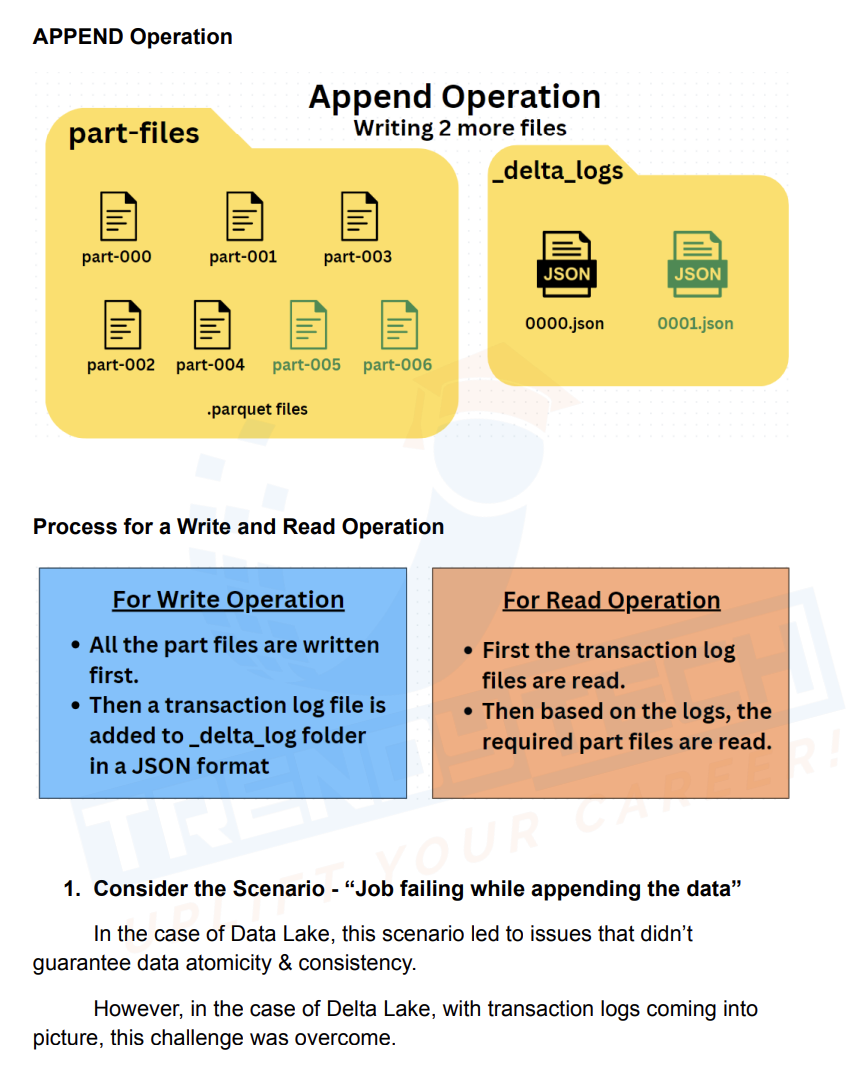 APPEND Operation
Append Operation
Writing 2 more files
part-files
_delta_logs
part-000
part-001
part-003
JSON
JSON
0000.json
0001.json
part-002
part-004
part-005
part-006
.parquet files
Process for a Write and Read Operation
For Write Operation
• All the part files are written
first.
• Then a transaction log file is
added to _delta_log folder
in a JSON format
For Read Operation
• First the transaction log
files are read.
• Then based on the logs, the
required part files are read.
TRENDYTECH
UPLIFT YOUR CAREER!
1. Consider the Scenario - “Job failing while appending the data”
In the case of Data Lake, this scenario led to issues that didn’t
guarantee data atomicity & consistency.
However, in the case of Delta Lake, with transaction logs coming into
picture, this challenge was overcome.